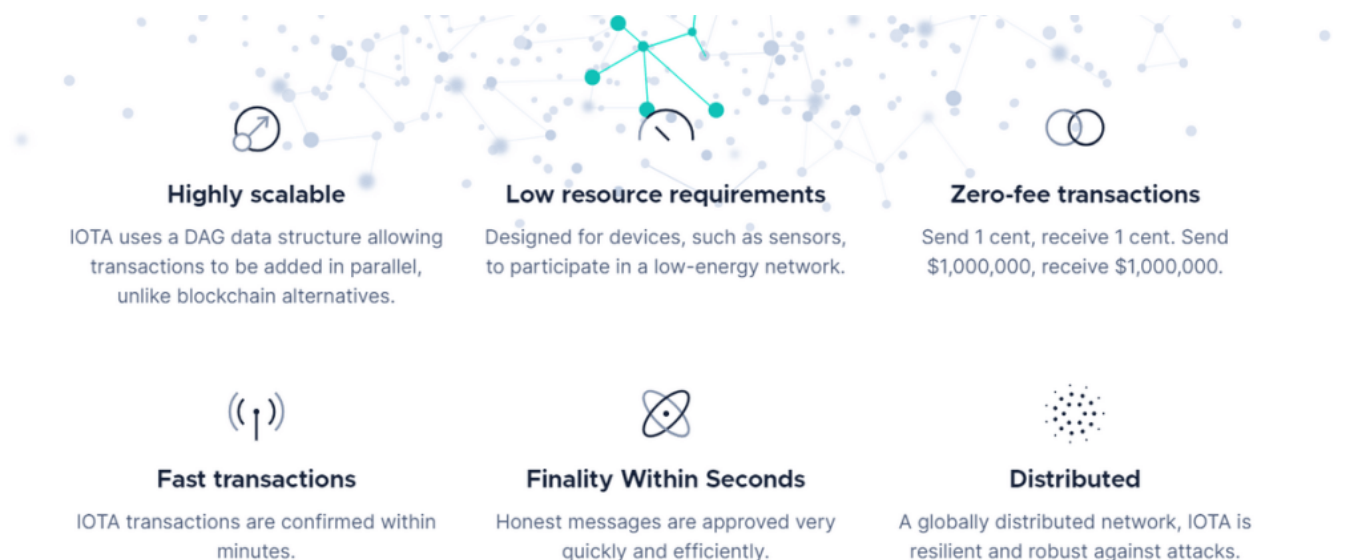 Highly scalable
IOTA uses a DAG data structure allowing
transactions to be added in parallel,
unlike blockchain alternatives.
Low resource requirements
Designed for devices, such as sensors,
to participate in a low-energy network.
Zero-fee transactions
Send 1 cent, receive 1 cent. Send
$1,000,000, receive $1,000,000.
Fast transactions
IOTA transactions are confirmed within
minutes.
Finality Within Seconds
Honest messages are approved very
quickly and efficiently.
Distributed
A globally distributed network, IOTA is
resilient and robust against attacks.